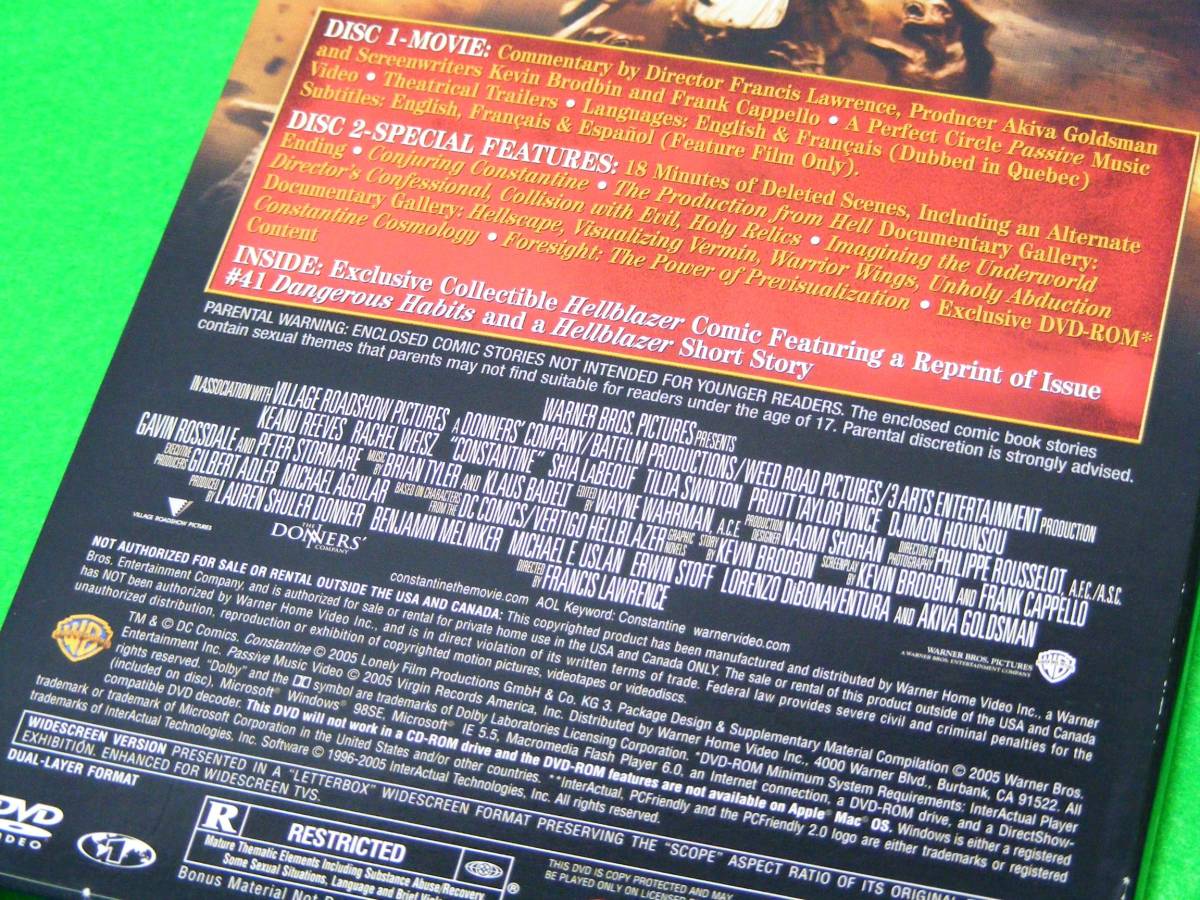 DISC 1-MOVIE: Commentary by Director Francis Lawrence, Producer Akiva Goldsman
and Screenwriters Kevin Brodbin and Frank Cappello • A Perfect Circle Passive Music
Video • Theatrical Trailers • Languages: English & Français (Dubbed in Quebec)
Subtitles: English, Français & Español (Feature Film Only).
DISC 2-SPECIAL FEATURES: 18 Minutes of Deleted Scenes, Including an Alternate
Ending • Conjuring Constantine • The Production from Hell Documentary Gallery:
Director's Confessional, Collision with Evil, Holy Relics • Imagining the Underworld
Documentary Gallery: Hellscape, Visualizing Vermin, Warrior Wings, Unholy Abduction
Constantine Cosmology • Foresight: The Power of Previsualization • Exclusive DVD-ROM*
Content
INSIDE: Exclusive Collectible Hellblazer Comic Featuring a Reprint of Issue
#41 Dangerous Habits and a Hellblazer Short Story
PARENTAL WARNING: ENCLOSED COMIC STORIES NOT INTENDED FOR YOUNGER READERS. The enclosed comic book stories
contain sexual themes that parents may not find suitable for readers under the age of 17. Parental discretion is strongly advised.
WARNER BROS. PICTURES PRESENTS
IN ASSOCIATION WITH VILLAGE ROADSHOW PICTURES A DONNERS' COMPANY/BATFILM PRODUCTIONS/WEED ROAD PICTURES/3 ARTS ENTERTAINMENT PRODUCTION
KEANU REEVES RACHEL WEISZ "CONSTANTINE" SHIA LaBEOUF TILDA SWINTON PRUITT TAYLOR VINCE DJIMON HOUNSOU
GAVIN ROSSDALE AND PETER STORMARE MUSIC BY BRIAN TYLER AND KLAUS BADELT EDITED BY WAYNE WAHRMAN, A.C.E. PRODUCTION DESIGNER NAOMI SHOHAN DIRECTOR OF PHOTOGRAPHY PHILIPPE ROUSSELOT, A.F.C./A.S.C.
EXECUTIVE PRODUCERS GILBERT ADLER MICHAEL AGUILAR BASED ON CHARACTERS FROM THE DC COMICS/VERTIGO HELLBLAZER GRAPHIC NOVELS STORY BY KEVIN BRODBIN SCREENPLAY BY KEVIN BRODBIN AND FRANK CAPPELLO
PRODUCED BY LAUREN SHULER DONNER BENJAMIN MELNIKER MICHAEL E. USLAN ERWIN STOFF LORENZO DiBONAVENTURA AND AKIVA GOLDSMAN
DIRECTED BY FRANCIS LAWRENCE
VILLAGE ROADSHOW PICTURES
THE DONNERS' COMPANY
WARNER BROS. PICTURES
A WARNER BROS. ENTERTAINMENT COMPANY
constantinethemovie.com AOL Keyword: Constantine warnervideo.com
NOT AUTHORIZED FOR SALE OR RENTAL OUTSIDE THE USA AND CANADA: This copyrighted product has been manufactured and distributed by Warner Home Video Inc., a Warner
Bros. Entertainment Company, and is authorized for sale or rental for private home use in the USA and Canada ONLY. The sale or rental of this product outside of the USA and Canada
has NOT been authorized by Warner Home Video Inc., and is in direct violation of its written terms of trade. Federal law provides severe civil and criminal penalties for the
unauthorized distribution, reproduction or exhibition of copyrighted motion pictures, videotapes or videodiscs.
WB
TM & © DC Comics. Constantine © 2005 Lonely Film Productions GmbH & Co. KG 3. Package Design & Supplementary Material Compilation © 2005 Warner Bros.
Entertainment Inc. Passive Music Video © 2005 Virgin Records America, Inc. Distributed by Warner Home Video Inc., 4000 Warner Blvd., Burbank, CA 91522. All
rights reserved. "Dolby" and the symbol are trademarks of Dolby Laboratories Licensing Corporation. *DVD-ROM Minimum System Requirements: InterActual Player
(included on disc), Microsoft® Windows® 98SE, Microsoft® IE 5.5, Macromedia Flash Player 6.0, an Internet connection, a DVD-ROM drive, and a DirectShow-
compatible DVD decoder. This DVD will not work in a CD-ROM drive and the DVD-ROM features are not available on Apple® Mac® OS. Windows is either a registered
trademark or trademark of Microsoft Corporation in the United States and/or other countries. **InterActual, PCFriendly and the PCFriendly 2.0 logo are either trademarks or registered
trademarks of InterActual Technologies, Inc. Software © 1996-2005 InterActual Technologies, Inc. All rights reserved.
WIDESCREEN VERSION PRESENTED IN A "LETTERBOX" WIDESCREEN FORMAT PRESERVING THE "SCOPE" ASPECT RATIO OF ITS ORIGINAL
EXHIBITION. ENHANCED FOR WIDESCREEN TVS.
DUAL-LAYER FORMAT
DVD
VIDEO
1
R RESTRICTED
Mature Thematic Elements Including Substance Abuse/Recovery
Some Sexual Situations, Language and Brief
Bonus Material Not
THIS DVD IS COPY PROTECTED AND MAY
BE PLAYED ONLY ON LICENSED